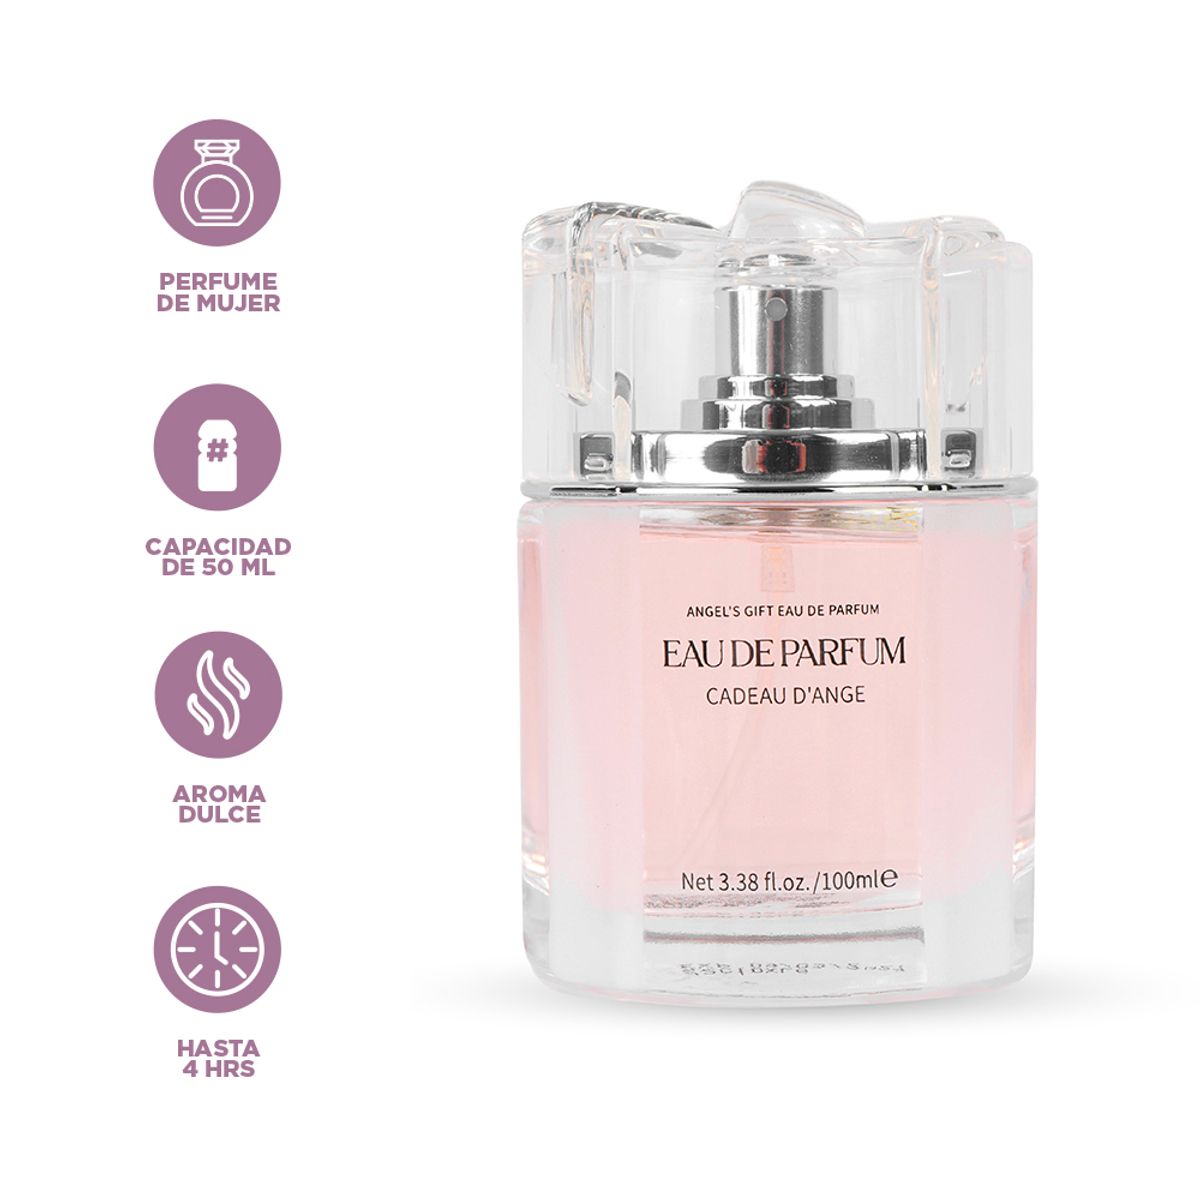 PERFUME
DE MUJER
#
CAPACIDAD
DE 50 ML
AROMA
DULCE
HASTA
4 HRS
ANGEL'S GIFT EAU DE PARFUM
EAU DE PARFUM
CADEAU D'ANGE
Net 3.38 fl.oz./100ml℮